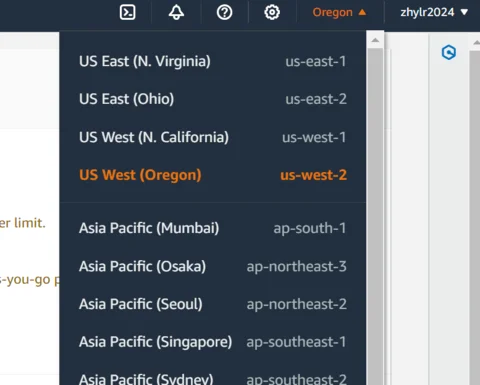 Oregon ▲ zhylr2024 ▼
US East (N. Virginia) us-east-1
US East (Ohio) us-east-2
US West (N. California) us-west-1
US West (Oregon) us-west-2
er limit.
Asia Pacific (Mumbai) ap-south-1
Asia Pacific (Osaka) ap-northeast-3
s-you-go p
Asia Pacific (Seoul) ap-northeast-2
Asia Pacific (Singapore) ap-southeast-1
Asia Pacific (Sydney) ap-southeast-2